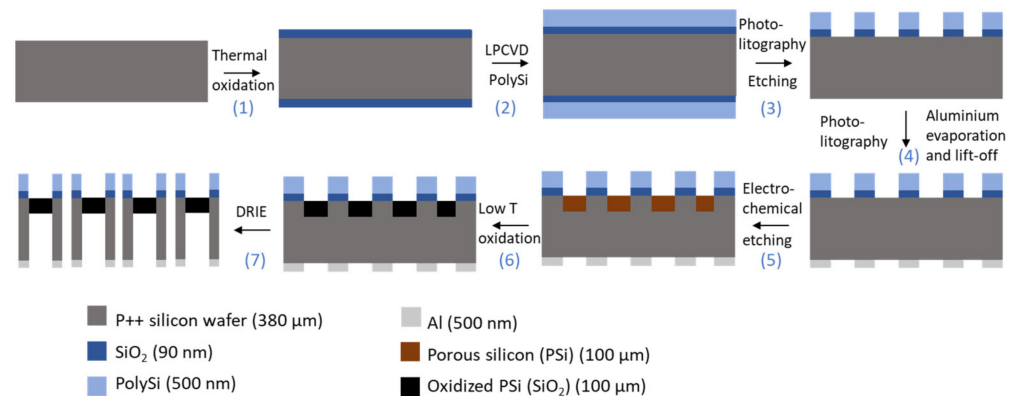 Thermal
oxidation
(1)
LPCVD
PolySi
(2)
Photo-
litography
Etching
(3)
Photo-
litography
(4)
Aluminium
evaporation
and lift-off
Electro-
chemical
etching
(5)
Low T
oxidation
(6)
DRIE
(7)
P++ silicon wafer (380 µm)
SiO₂ (90 nm)
PolySi (500 nm)
Al (500 nm)
Porous silicon (PSi) (100 µm)
Oxidized PSi (SiO₂) (100 µm)